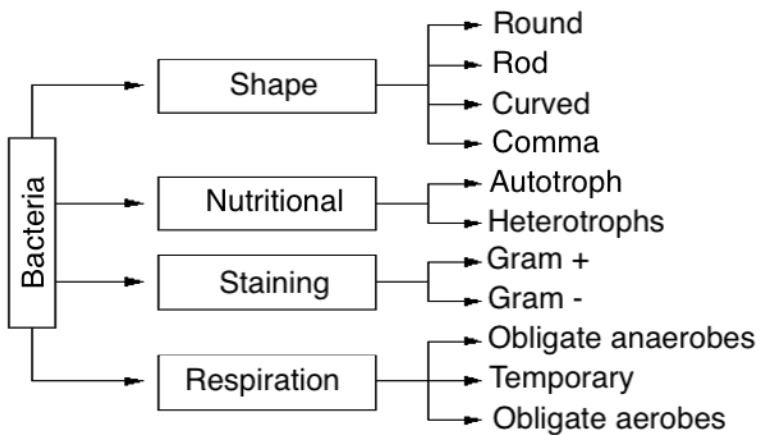 Bacteria
Shape
Round
Rod
Curved
Comma
Nutritional
Autotroph
Heterotrophs
Staining
Gram +
Gram -
Respiration
Obligate anaerobes
Temporary
Obligate aerobes